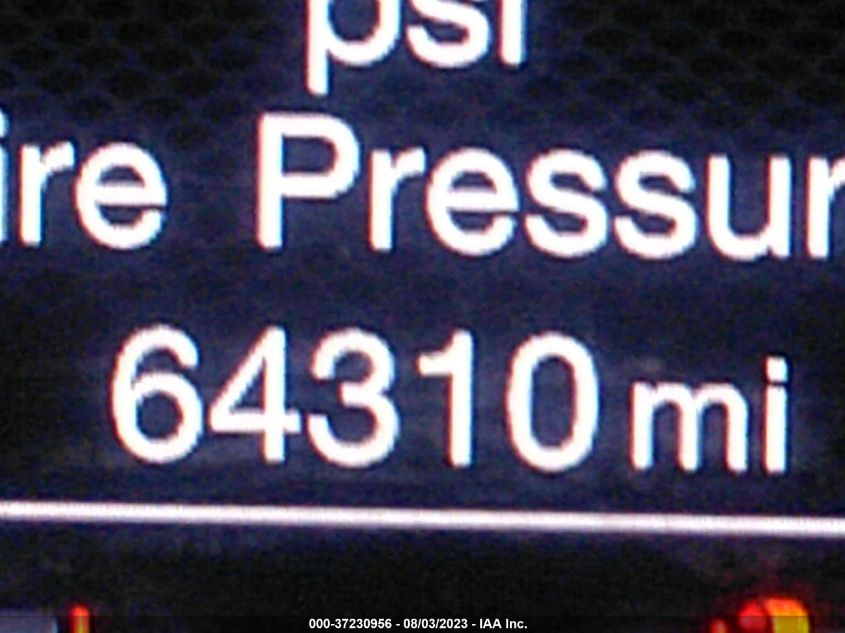 psi
ire Pressur
64310 mi
000-37230956 - 08/03/2023 - IAA Inc.